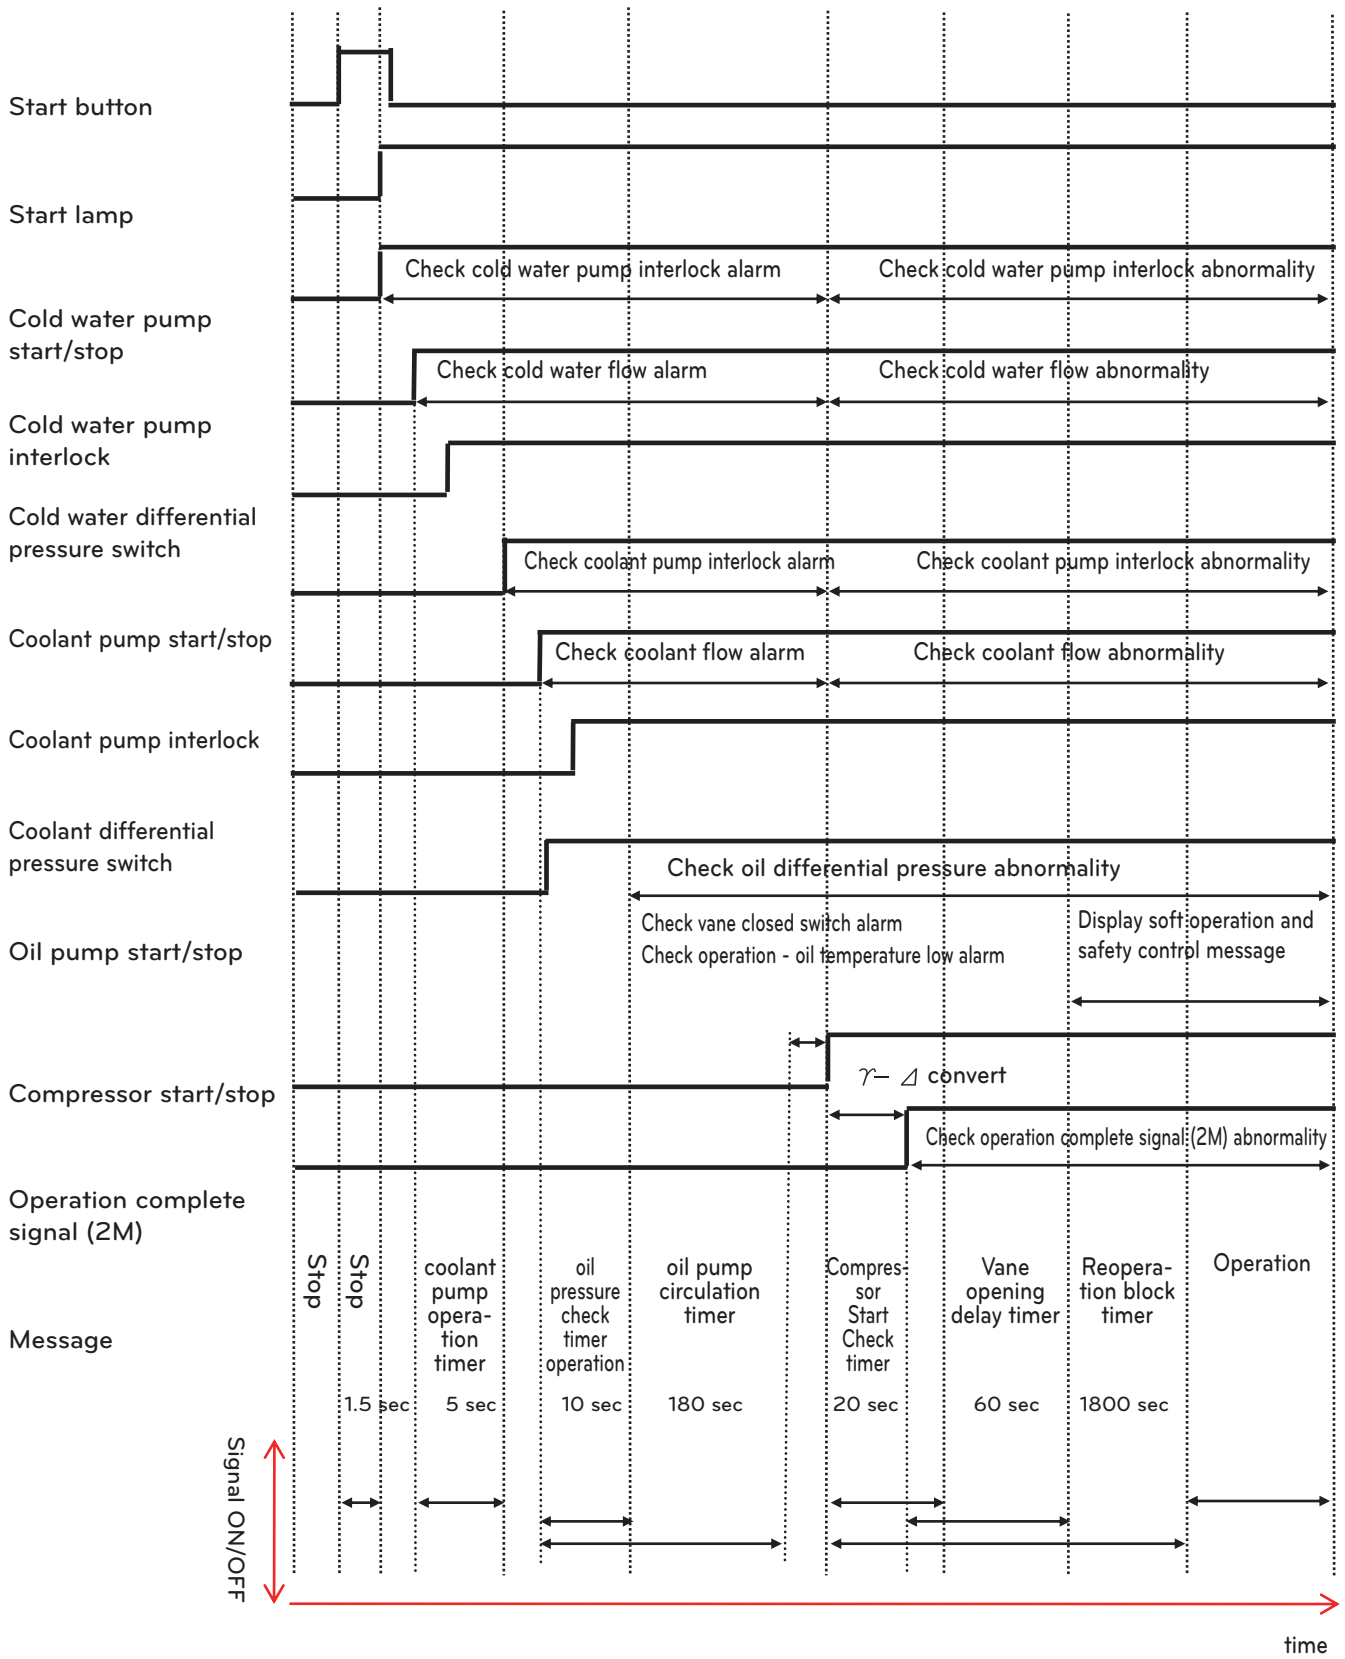 Start button
Start lamp
Check cold water pump interlock alarm
Check cold water pump interlock abnormality
Cold water pump
start/stop
Check cold water flow alarm
Check cold water flow abnormality
Cold water pump
interlock
Cold water differential
pressure switch
Check coolant pump interlock alarm
Check coolant pump interlock abnormality
Coolant pump start/stop
Check coolant flow alarm
Check coolant flow abnormality
Coolant pump interlock
Coolant differential
pressure switch
Check oil differential pressure abnormality
Check vane closed switch alarm
Check operation - oil temperature low alarm
Display soft operation and
safety control message
Oil pump start/stop
Compressor start/stop
γ− ⊿ convert
Check operation complete signal (2M) abnormality
Operation complete
signal (2M)
Message
Stop
Stop
coolant
pump
opera-
tion
timer
oil
pressure
check
timer
operation
oil pump
circulation
timer
Compres-
sor
Start
Check
timer
Vane
opening
delay timer
Reopera-
tion block
timer
Operation
1.5 sec
5 sec
10 sec
180 sec
20 sec
60 sec
1800 sec
Signal ON/OFF
time